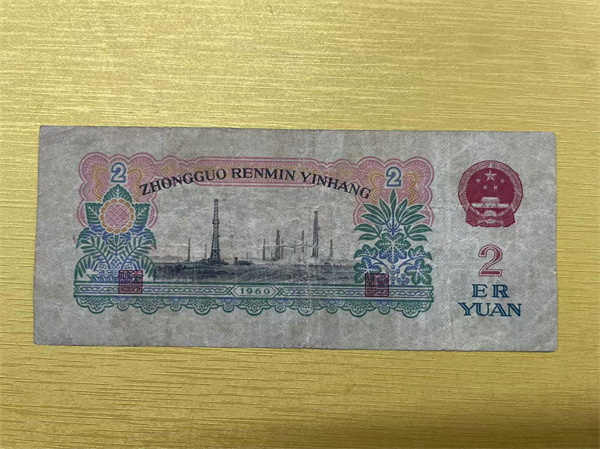 2
2
ZHONGGUO RENMIN YINHANG
1960
2
ER
YUAN